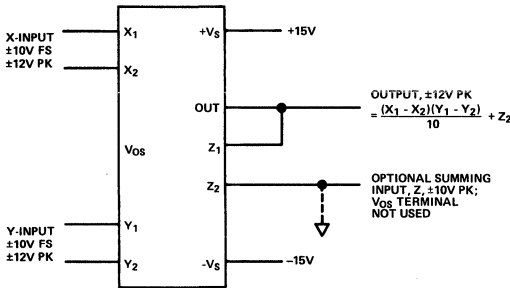 X-INPUT
±10V FS
±12V PK
X1
X2
VOS
Y-INPUT
±10V FS
±12V PK
Y1
Y2
+VS
+15V
OUT
Z1
Z2
-VS
–15V
OUTPUT, ±12V PK
= (X1 - X2)(Y1 - Y2) / 10 + Z2
OPTIONAL SUMMING
INPUT, Z, ±10V PK;
VOS TERMINAL
NOT USED